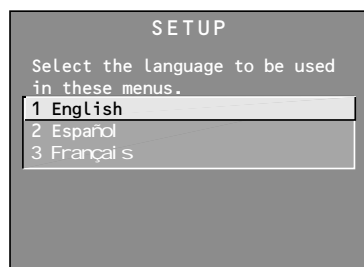 SETUP
Select the language to be used
in these menus.
1 English
2 Español
3 Français